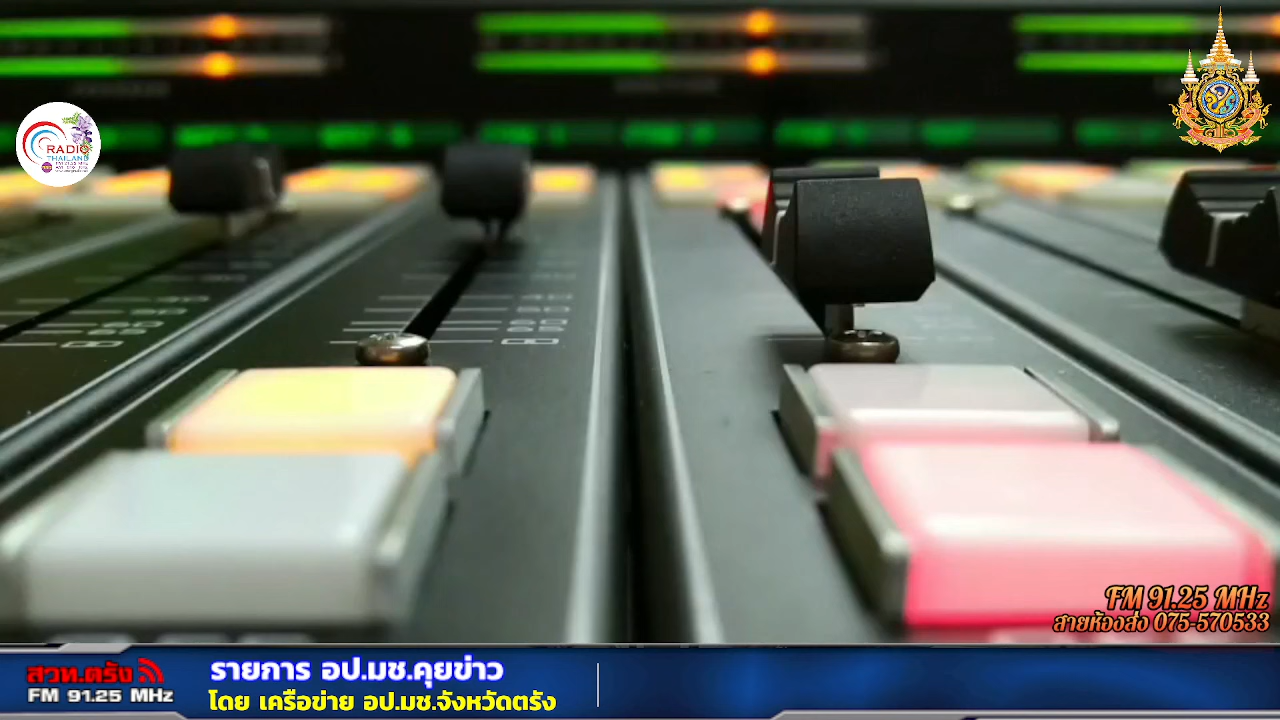 RADIO
THAILAND
FM 91.25 MHz
สายห้องส่ง 075-570533
สวท.ตรัง
FM 91.25 MHz
รายการ อป.มช.คุยข่าว
โดย เครือข่าย อป.มช.จังหวัดตรัง